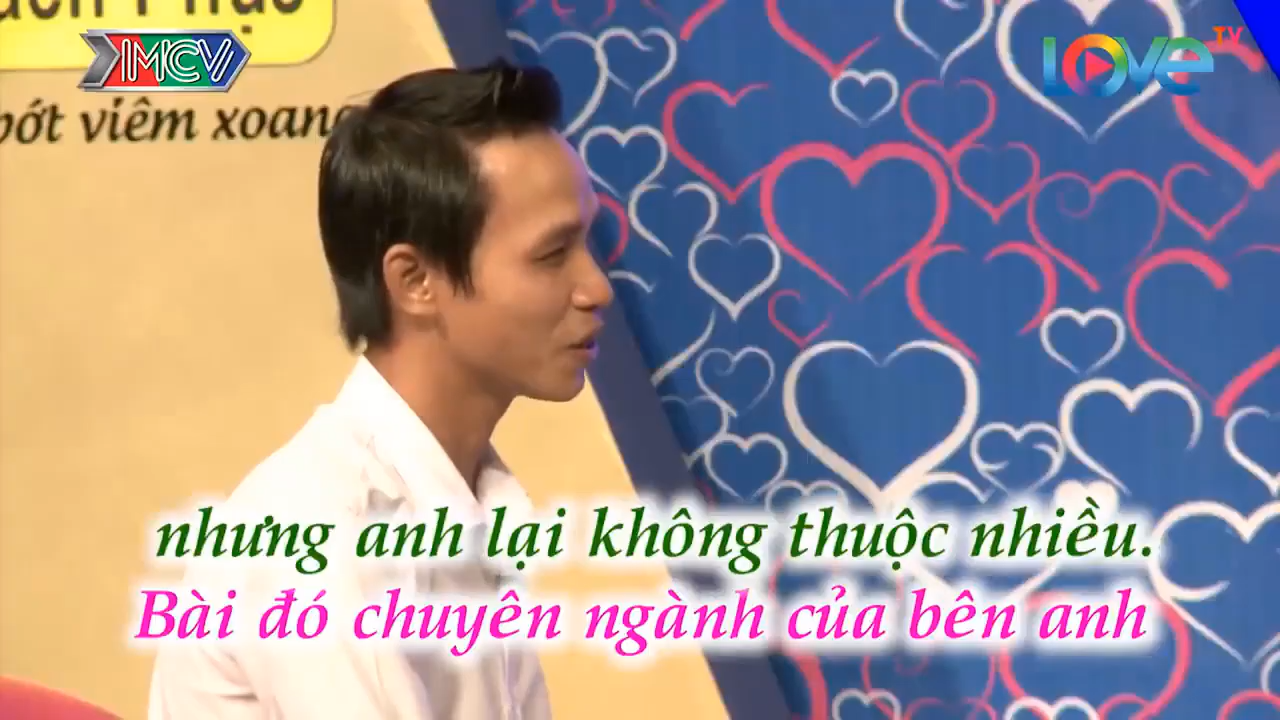 MCV
LOVE TV
bớt viêm xoang
nhưng anh lại không thuộc nhiều.
Bài đó chuyên ngành của bên anh